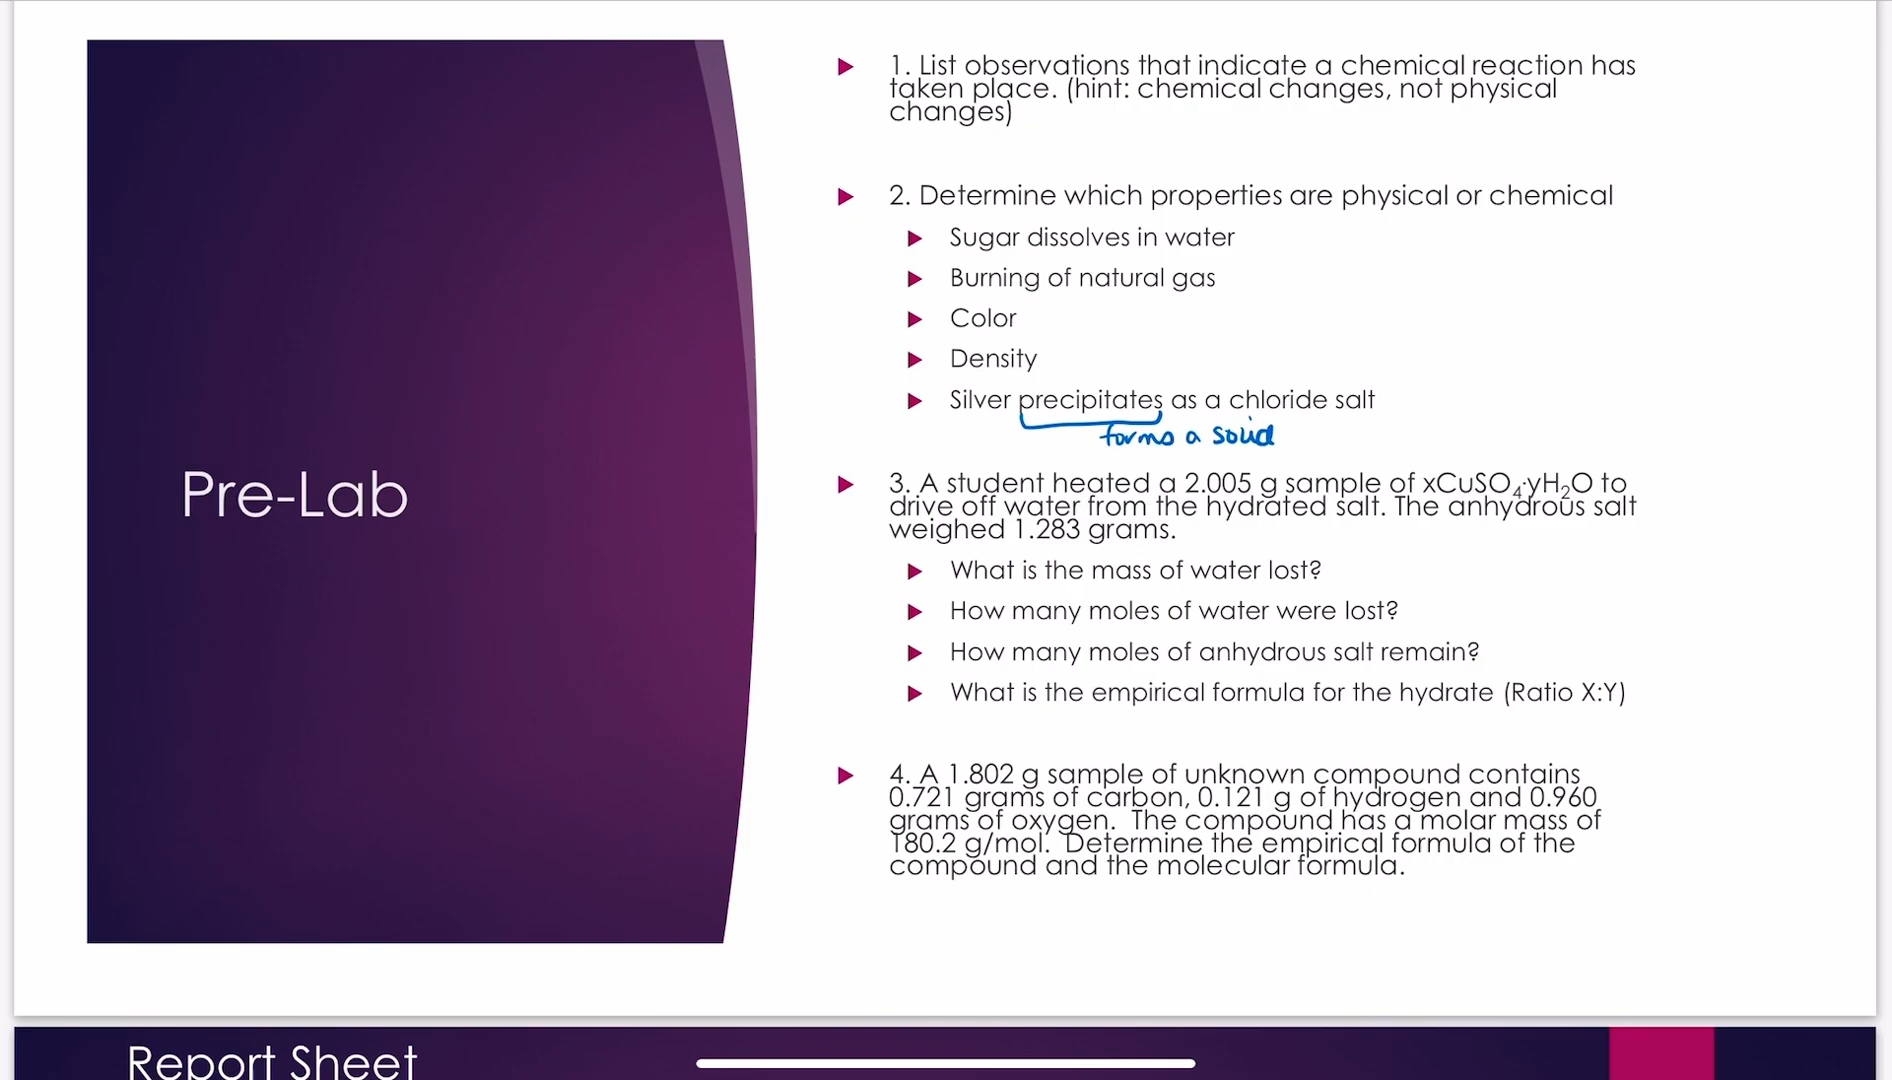 Pre-Lab
1. List observations that indicate a chemical reaction has
taken place. (hint: chemical changes, not physical
changes)
2. Determine which properties are physical or chemical
Sugar dissolves in water
Burning of natural gas
Color
Density
Silver precipitates as a chloride salt
forms a solid
3. A student heated a 2.005 g sample of xCuSO₄·yH₂O to
drive off water from the hydrated salt. The anhydrous salt
weighed 1.283 grams.
What is the mass of water lost?
How many moles of water were lost?
How many moles of anhydrous salt remain?
What is the empirical formula for the hydrate (Ratio X:Y)
4. A 1.802 g sample of unknown compound contains
0.721 grams of carbon, 0.121 g of hydrogen and 0.960
grams of oxygen. The compound has a molar mass of
180.2 g/mol. Determine the empirical formula of the
compound and the molecular formula.
Report Sheet